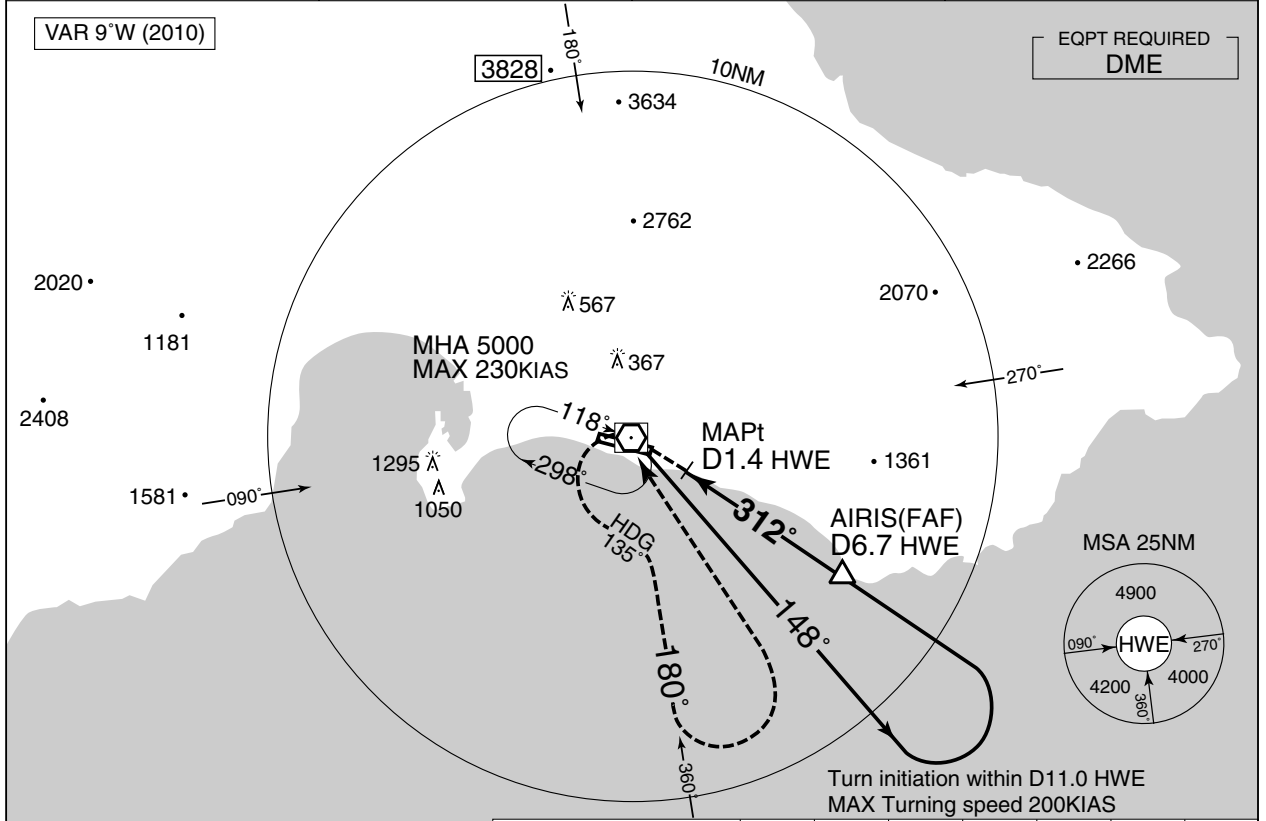 VAR 9°W (2010)
EQPT REQUIRED
DME
180°
3828
10NM
3634
2762
2266
2020
2070
567
1181
MHA 5000
MAX 230KIAS
367
270°
2408
118°
MAPt
D1.4 HWE
1295
298°
1361
1581
090°
1050
312°
HDG
135°
AIRIS(FAF)
D6.7 HWE
MSA 25NM
4900
148°
090°
HWE
270°
180°
4200
4000
360°
360°
Turn initiation within D11.0 HWE
MAX Turning speed 200KIAS